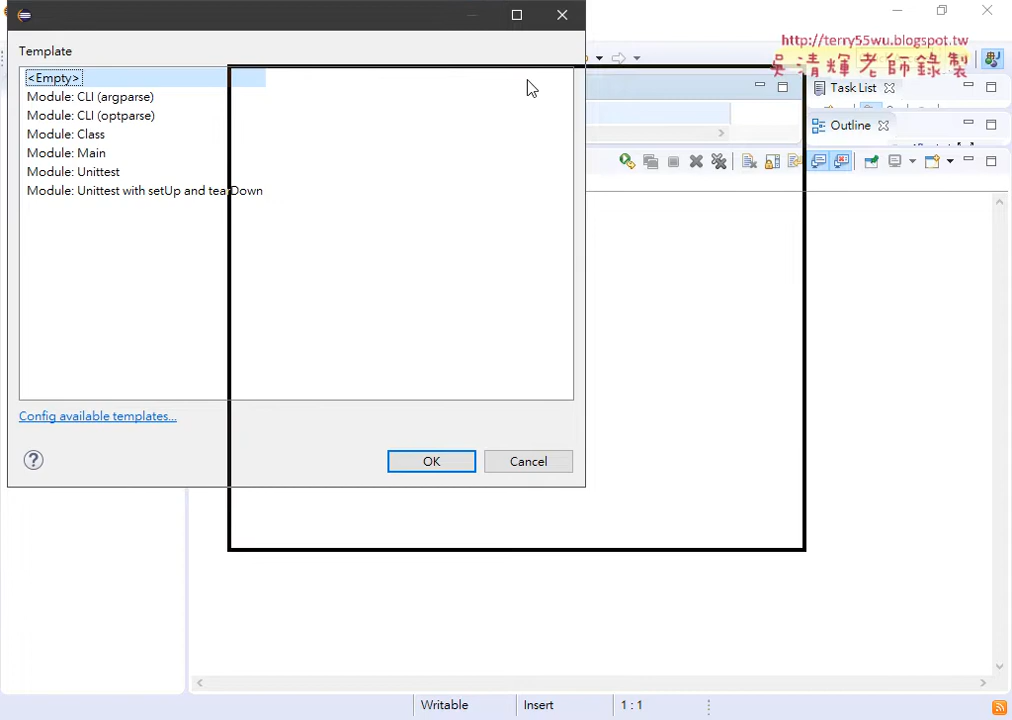 http://terry55wu.blogspot.tw
吳清輝老師錄製
Template
<Empty>
Module: CLI (argparse)
Module: CLI (optparse)
Module: Class
Module: Main
Module: Unittest
Module: Unittest with setUp and tearDown
Config available templates...
OK
Cancel
Task List
Outline
Writable
Insert
1 : 1